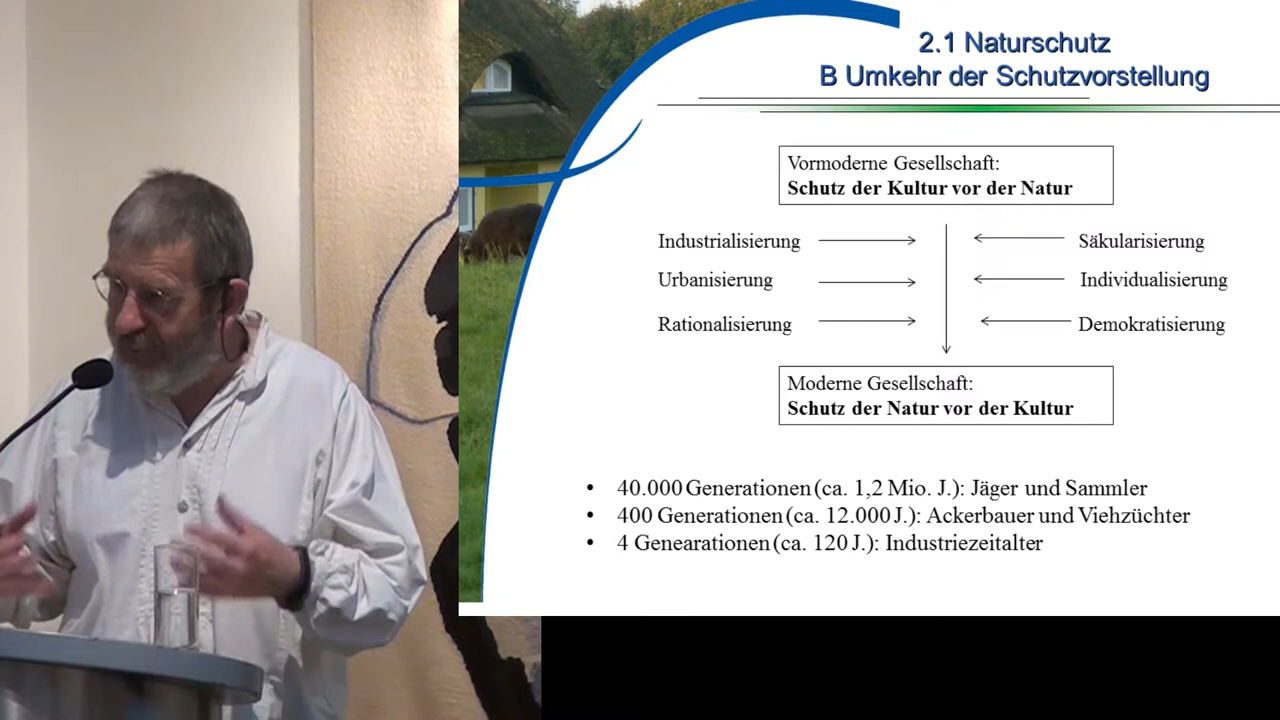 2.1 Naturschutz
B Umkehr der Schutzvorstellung
Vormoderne Gesellschaft:
Schutz der Kultur vor der Natur
Industrialisierung
Säkularisierung
Urbanisierung
Individualisierung
Rationalisierung
Demokratisierung
Moderne Gesellschaft:
Schutz der Natur vor der Kultur
• 40.000 Generationen (ca. 1,2 Mio. J.): Jäger und Sammler
• 400 Generationen (ca. 12.000 J.): Ackerbauer und Viehzüchter
• 4 Genearationen (ca. 120 J.): Industriezeitalter